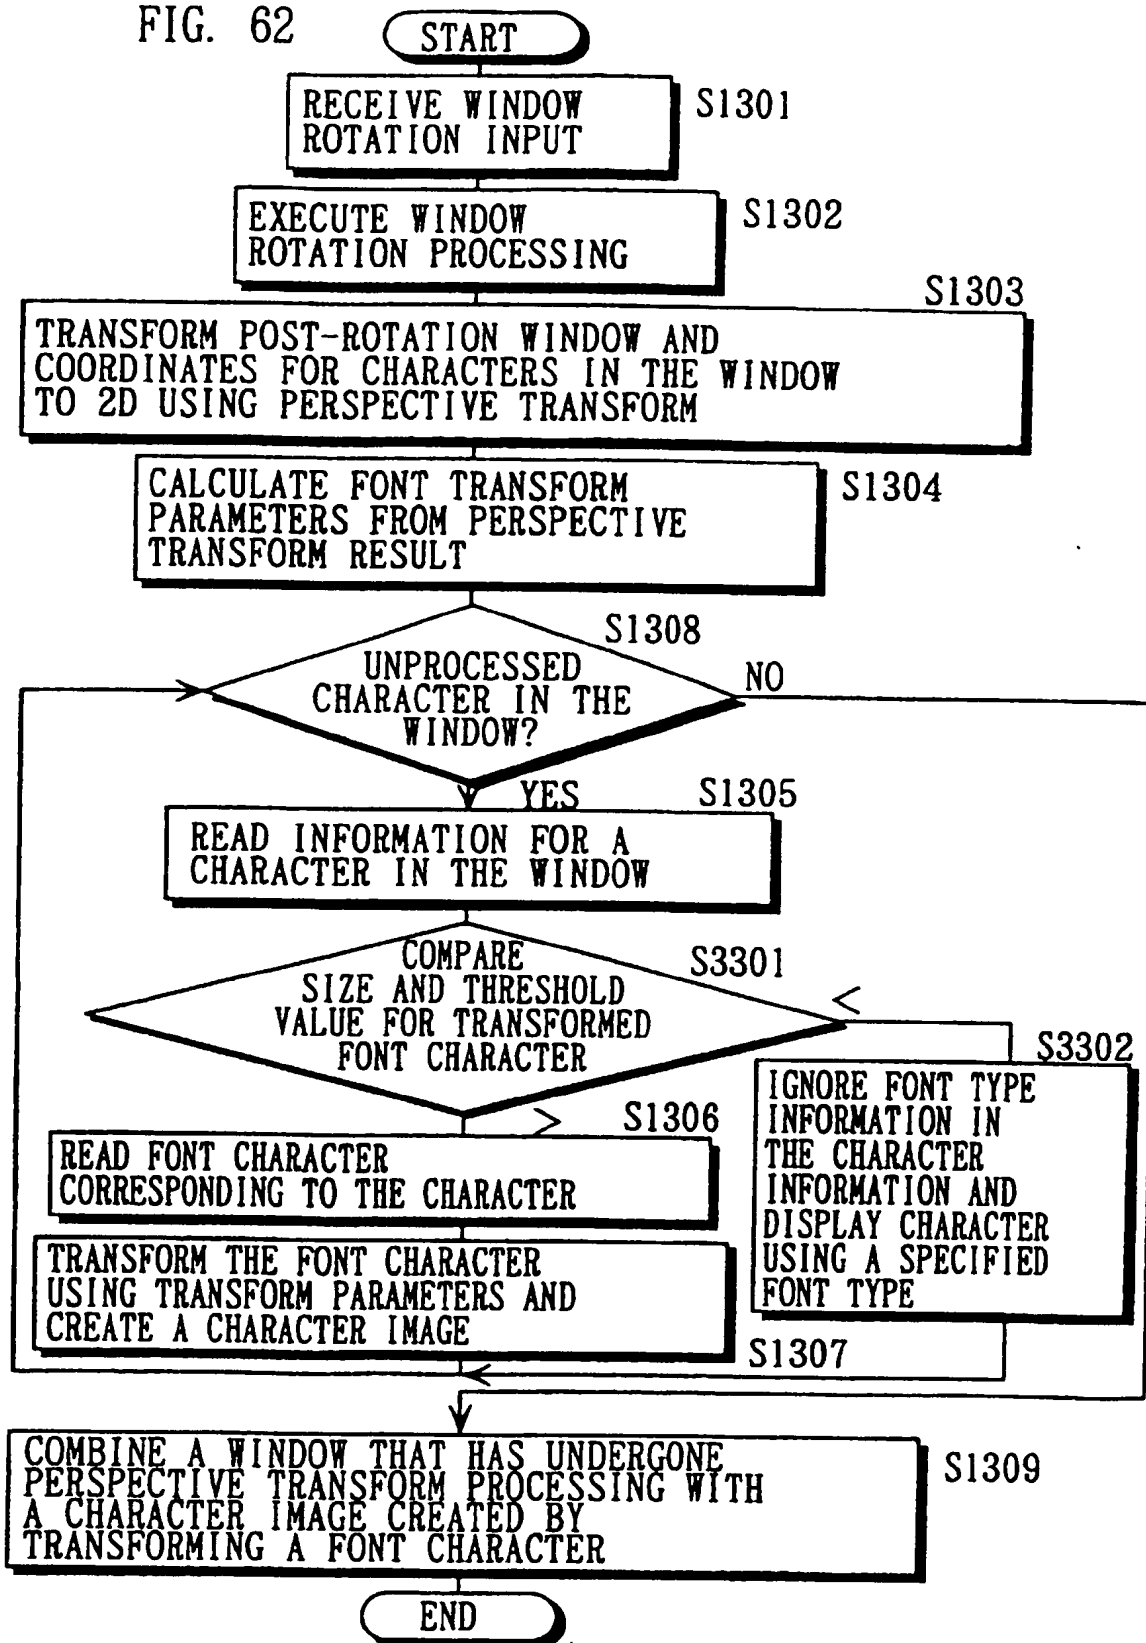 FIG. 62
START
RECEIVE WINDOW
ROTATION INPUT
S1301
EXECUTE WINDOW
ROTATION PROCESSING
S1302
S1303
TRANSFORM POST-ROTATION WINDOW AND
COORDINATES FOR CHARACTERS IN THE WINDOW
TO 2D USING PERSPECTIVE TRANSFORM
CALCULATE FONT TRANSFORM
PARAMETERS FROM PERSPECTIVE
TRANSFORM RESULT
S1304
S1308
UNPROCESSED
CHARACTER IN THE
WINDOW?
NO
YES
S1305
READ INFORMATION FOR A
CHARACTER IN THE WINDOW
COMPARE
SIZE AND THRESHOLD
VALUE FOR TRANSFORMED
FONT CHARACTER
S3301
<
>
S1306
READ FONT CHARACTER
CORRESPONDING TO THE CHARACTER
S3302
IGNORE FONT TYPE
INFORMATION IN
THE CHARACTER
INFORMATION AND
DISPLAY CHARACTER
USING A SPECIFIED
FONT TYPE
TRANSFORM THE FONT CHARACTER
USING TRANSFORM PARAMETERS AND
CREATE A CHARACTER IMAGE
S1307
COMBINE A WINDOW THAT HAS UNDERGONE
PERSPECTIVE TRANSFORM PROCESSING WITH
A CHARACTER IMAGE CREATED BY
TRANSFORMING A FONT CHARACTER
S1309
END